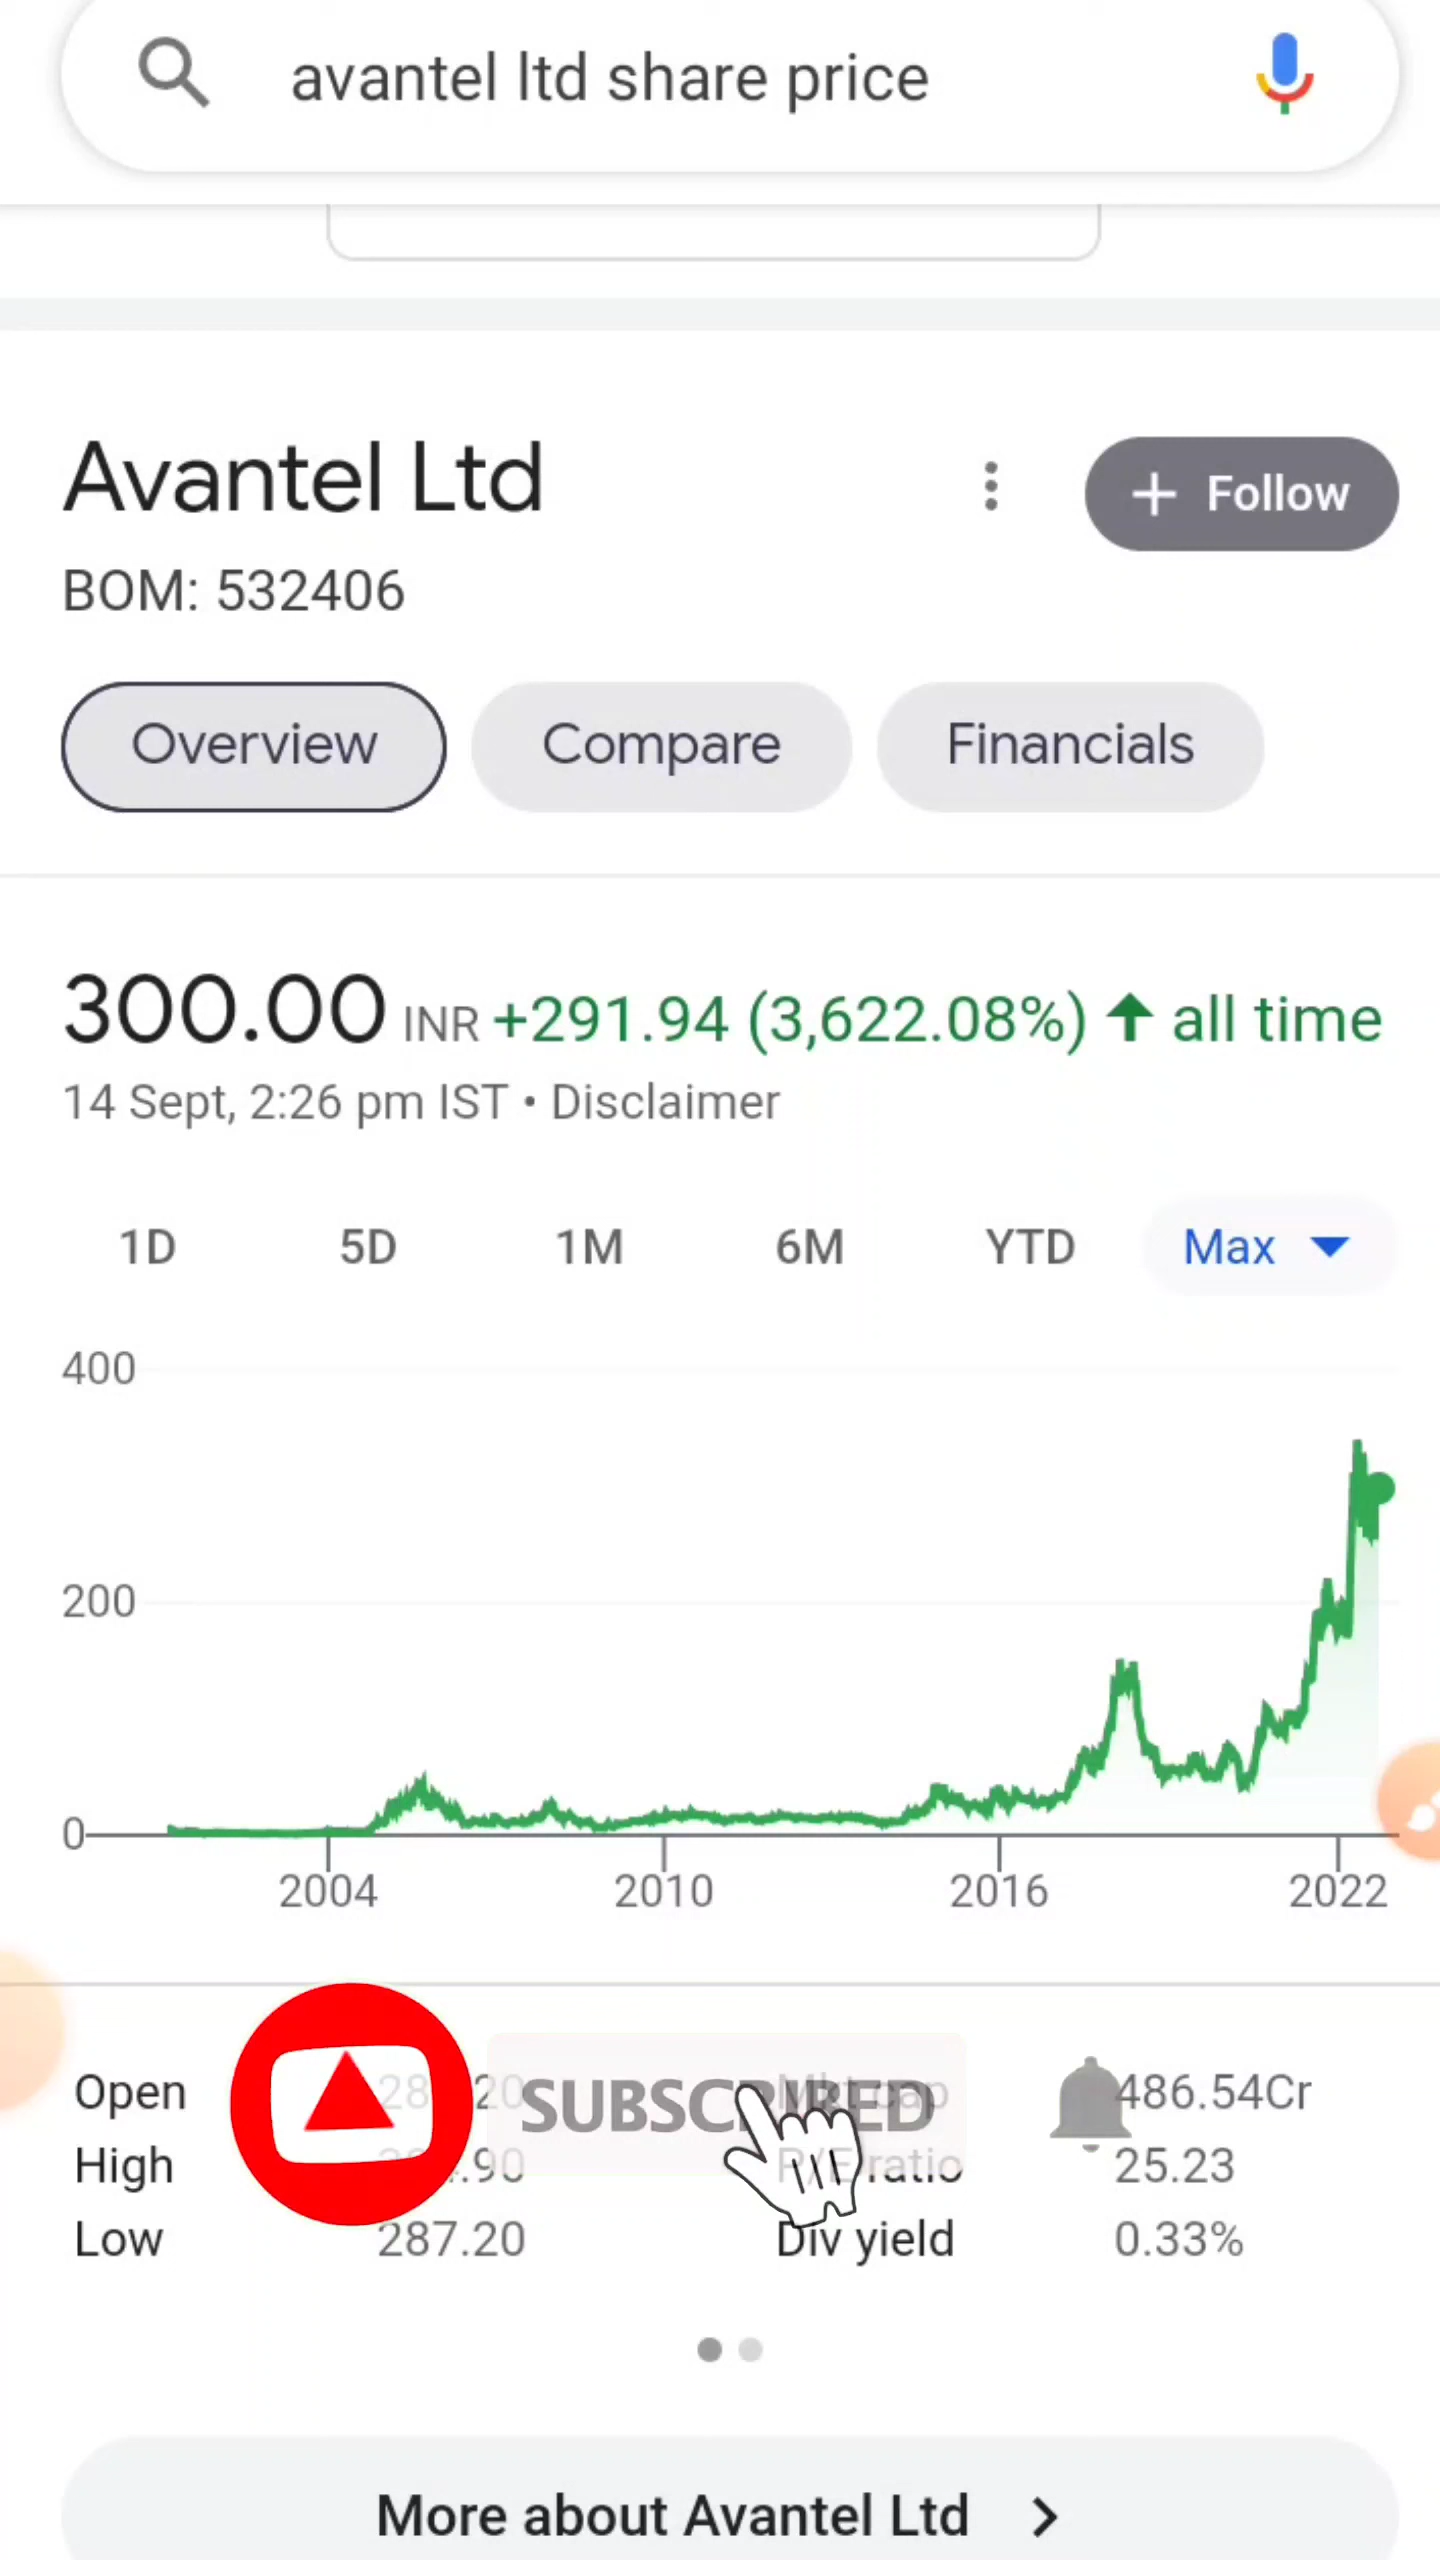 avantel ltd share price
Avantel Ltd
+ Follow
BOM: 532406
Overview Compare Financials
300.00 INR +291.94 (3,622.08%) ↑ all time
14 Sept, 2:26 pm IST • Disclaimer
1D 5D 1M 6M YTD Max
400
200
0
2004 2010 2016 2022
SUBSCRIBED
Open Mkt cap 486.54Cr
High P/E ratio 25.23
Low 287.20 Div yield 0.33%
More about Avantel Ltd >